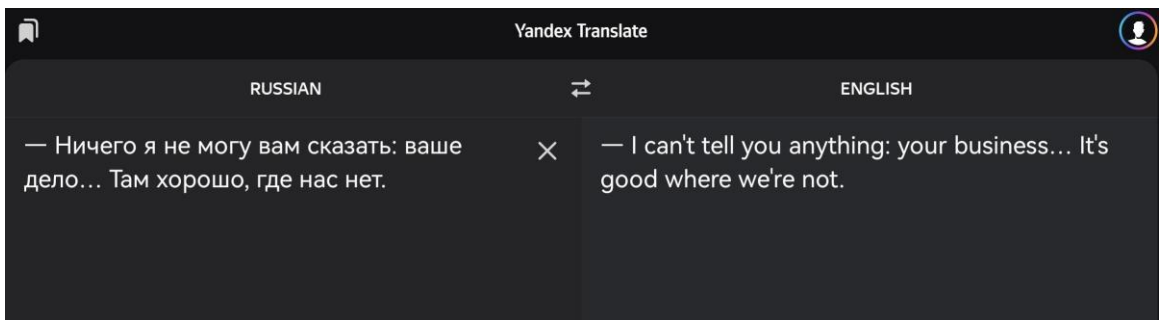 Yandex Translate
RUSSIAN
ENGLISH
— Ничего я не могу вам сказать: ваше
дело... Там хорошо, где нас нет.
— I can't tell you anything: your business... It's
good where we're not.